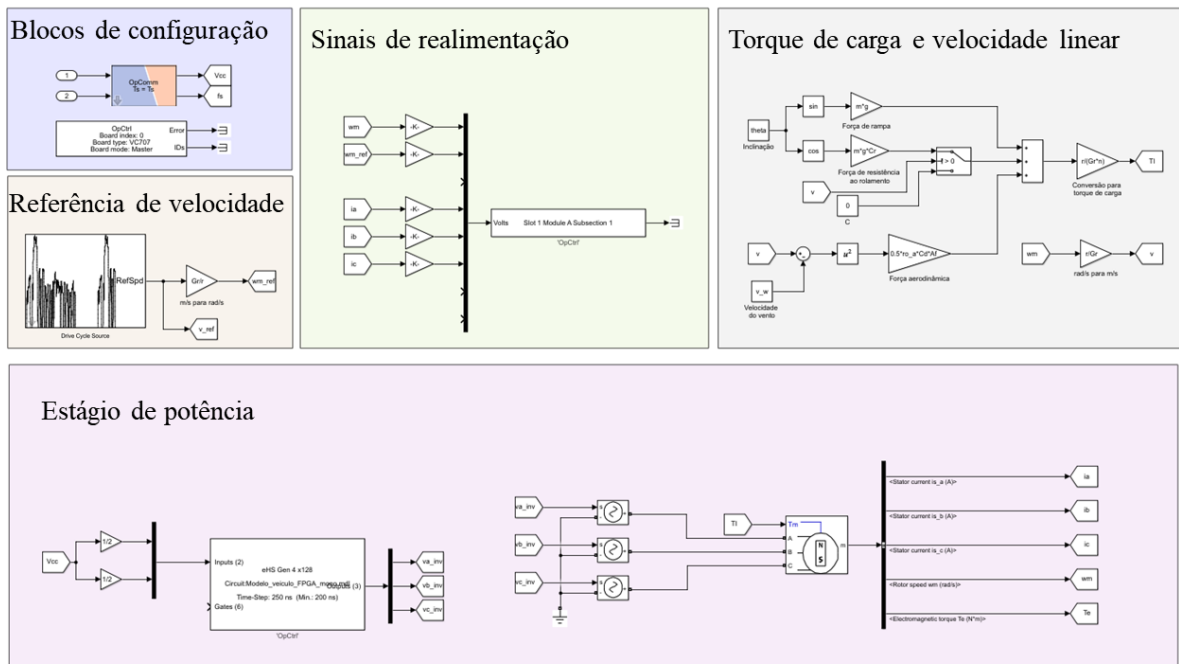 Blocos de configuração
1
2
OpComm
Ts = Ts
Vcc
fs
OpCtrl
Board index: 0
Board type: VC707
Board mode: Master
Error
IDs
Referência de velocidade
RefSpd
Drive Cycle Source
Gr/r
m/s para rad/s
wm_ref
v_ref
Sinais de realimentação
wm
-K-
wm_ref
-K-
ia
-K-
ib
-K-
ic
-K-
Volts
Slot 1 Module A Subsection 1
'OpCtrl'
Torque de carga e velocidade linear
theta
Inclinação
sin
m*g
Força de rampa
cos
m*g*Cr
Força de resistência
ao rolamento
v
> 0
0
C
r/(Gr*n)
Conversão para
torque de carga
Tl
v
v_w
Velocidade
do vento
u²
0.5*ro_a*Cd*Af
Força aerodinâmica
wm
r/Gr
rad/s para m/s
v
Estágio de potência
Vcc
1/2
1/2
Inputs (2)
eHS Gen 4 x128
Circuit:Modelo_veiculo_FPGA_novo.mdl
Outputs (3)
Time-Step: 250 ns (Min.: 200 ns)
Gates (6)
'OpCtrl'
va_inv
vb_inv
vc_inv
va_inv
vb_inv
vc_inv
s
s
s
Tl
Tm
A
B
C
N
S
m
<Stator current is_a (A)>
ia
<Stator current is_b (A)>
ib
<Stator current is_c (A)>
ic
<Rotor speed wm (rad/s)>
wm
<Electromagnetic torque Te (N*m)>
Te